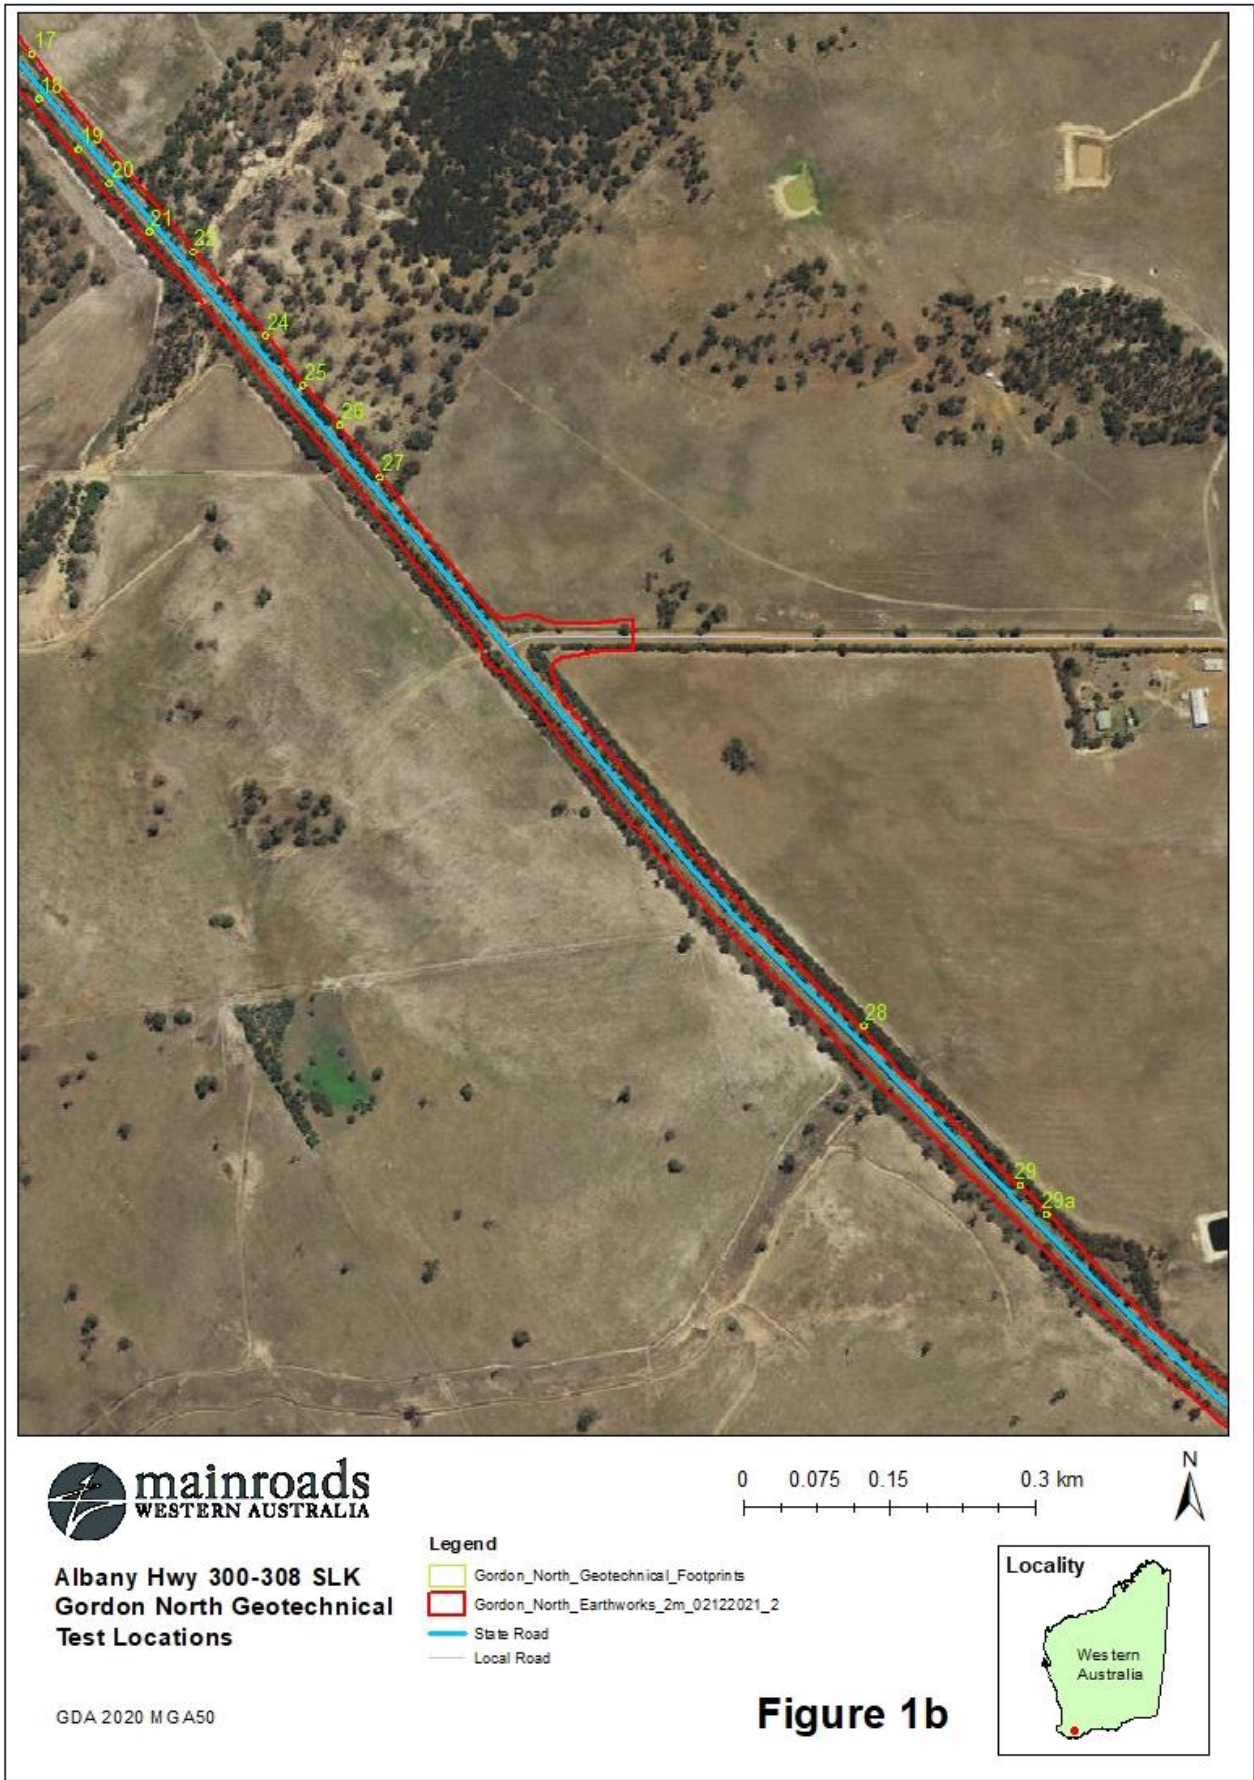 17
18
19
20
21
22
24
25
26
27
28
29
29a
mainroads
WESTERN AUSTRALIA
Albany Hwy 300-308 SLK
Gordon North Geotechnical
Test Locations
GDA 2020 MGA50
Legend
Gordon_North_Geotechnical_Footprints
Gordon_North_Earthworks_2m_02122021_2
State Road
Local Road
0 0.075 0.15 0.3 km
N
Figure 1b
Locality
Western
Australia